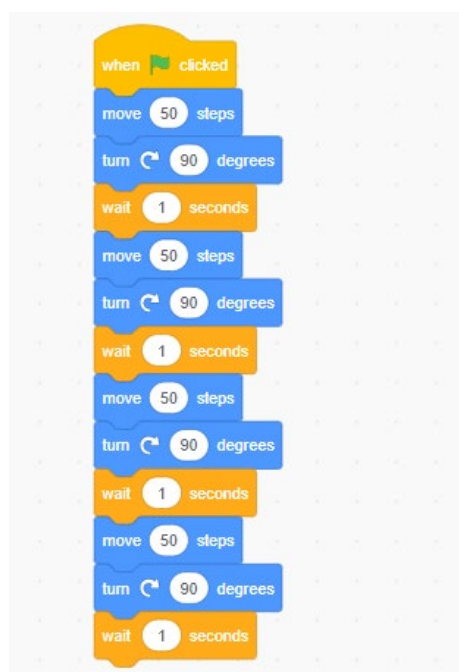 when clicked
move 50 steps
turn 90 degrees
wait 1 seconds
move 50 steps
turn 90 degrees
wait 1 seconds
move 50 steps
turn 90 degrees
wait 1 seconds
move 50 steps
turn 90 degrees
wait 1 seconds